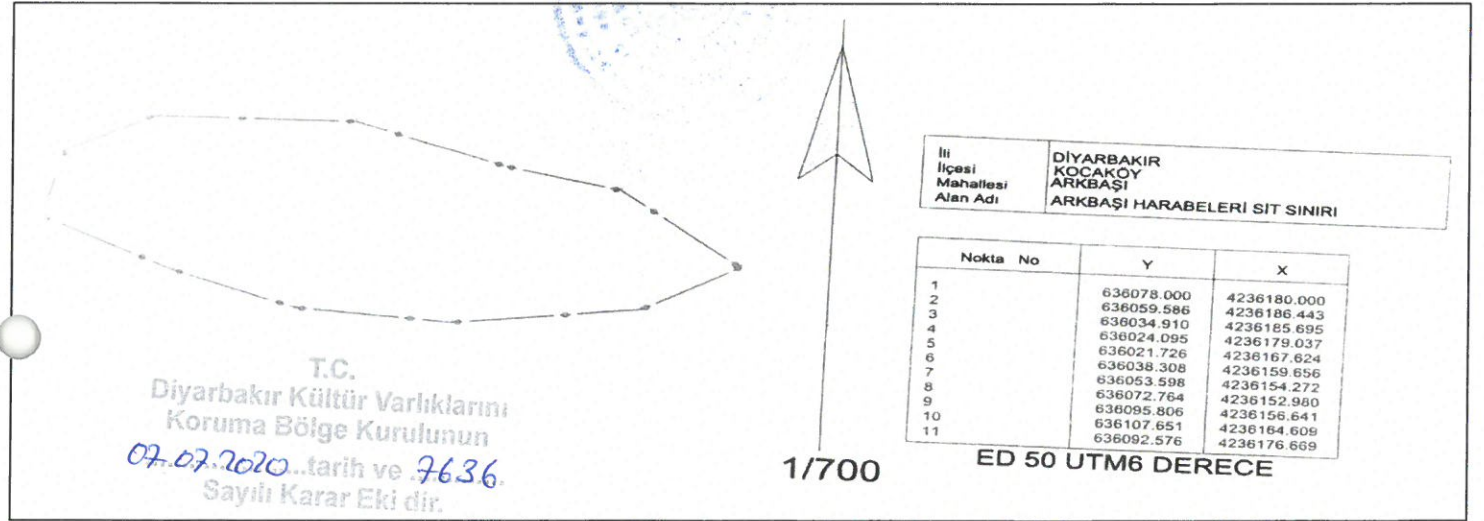 İli DİYARBAKIR
İlçesi KOCAKÖY
Mahallesi ARKBAŞI
Alan Adı ARKBAŞI HARABELERİ SİT SINIRI
Nokta No Y X
1 636078.000 4236180.000
2 636059.586 4236186.443
3 636034.910 4236185.695
4 636024.095 4236179.037
5 636021.726 4236167.624
6 636038.308 4236159.656
7 636053.598 4236154.272
8 636072.764 4236152.980
9 636095.806 4236156.641
10 636107.651 4236164.609
11 636092.576 4236176.669
1/700
ED 50 UTM6 DERECE
T.C.
Diyarbakır Kültür Varlıklarını
Koruma Bölge Kurulunun
07.07.2020 tarih ve 7636
Sayılı Karar Eki dir.